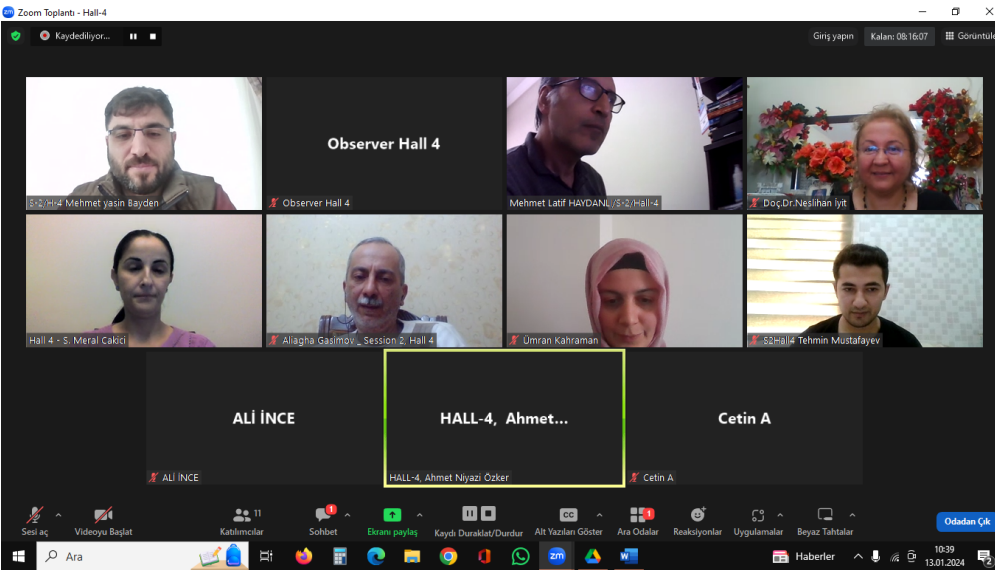 Zoom Toplantı - Hall-4
Kaydediliyor...
Giriş yapın
Kalan: 08:16:07
Görüntüle
S-2/H-4 Mehmet yasin Bayden
Observer Hall 4
Observer Hall 4
Mehmet Latif HAYDANLI/S-2/Hall-4
Doç.Dr.Neslihan İyit
Hall 4 - S. Meral Cakici
Aliagha Gasimov _ Session 2, Hall 4
Ümran Kahraman
S2Hall4 Tehmin Mustafayev
ALİ İNCE
ALİ İNCE
HALL-4, Ahmet...
HALL-4, Ahmet Niyazi Özker
Cetin A
Cetin A
Sesi aç
Videoyu Başlat
11
Katılımcılar
1
Sohbet
Ekranı paylaş
Kaydı Duraklat/Durdur
CC
Alt Yazıları Göster
1
Ara Odalar
Reaksiyonlar
Uygulamalar
Beyaz Tahtalar
Odadan Çık
Ara
zm
W
Haberler
10:39
13.01.2024
2